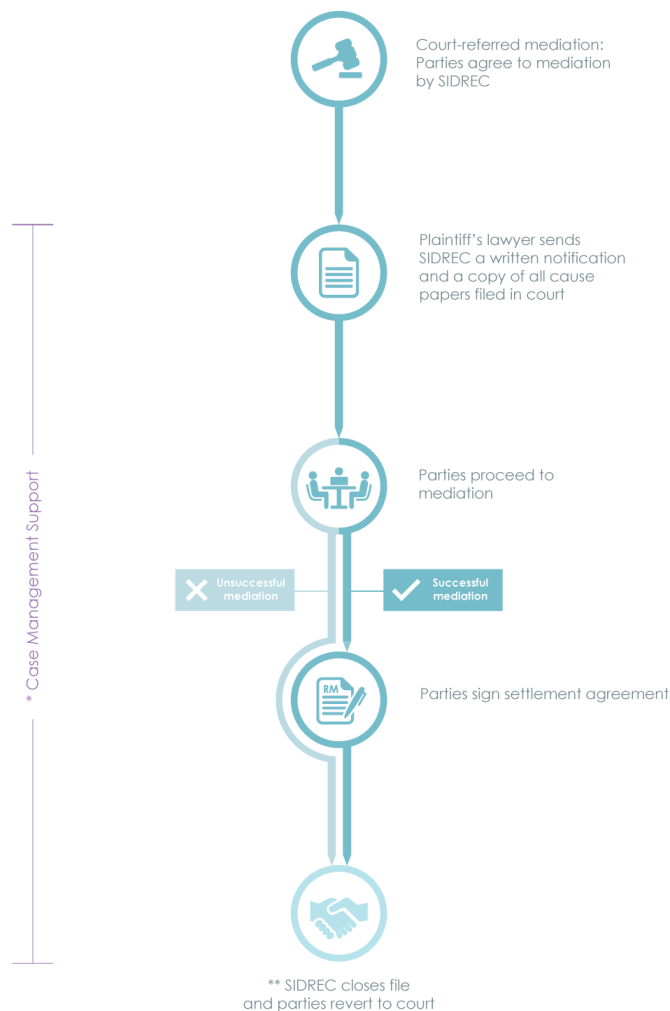 Court-referred mediation:
Parties agree to mediation
by SIDREC
Plaintiff's lawyer sends
SIDREC a written notification
and a copy of all cause
papers filed in court
* Case Management Support
Parties proceed to
mediation
Unsuccessful
mediation
Successful
mediation
RM
Parties sign settlement agreement
** SIDREC closes file
and parties revert to court